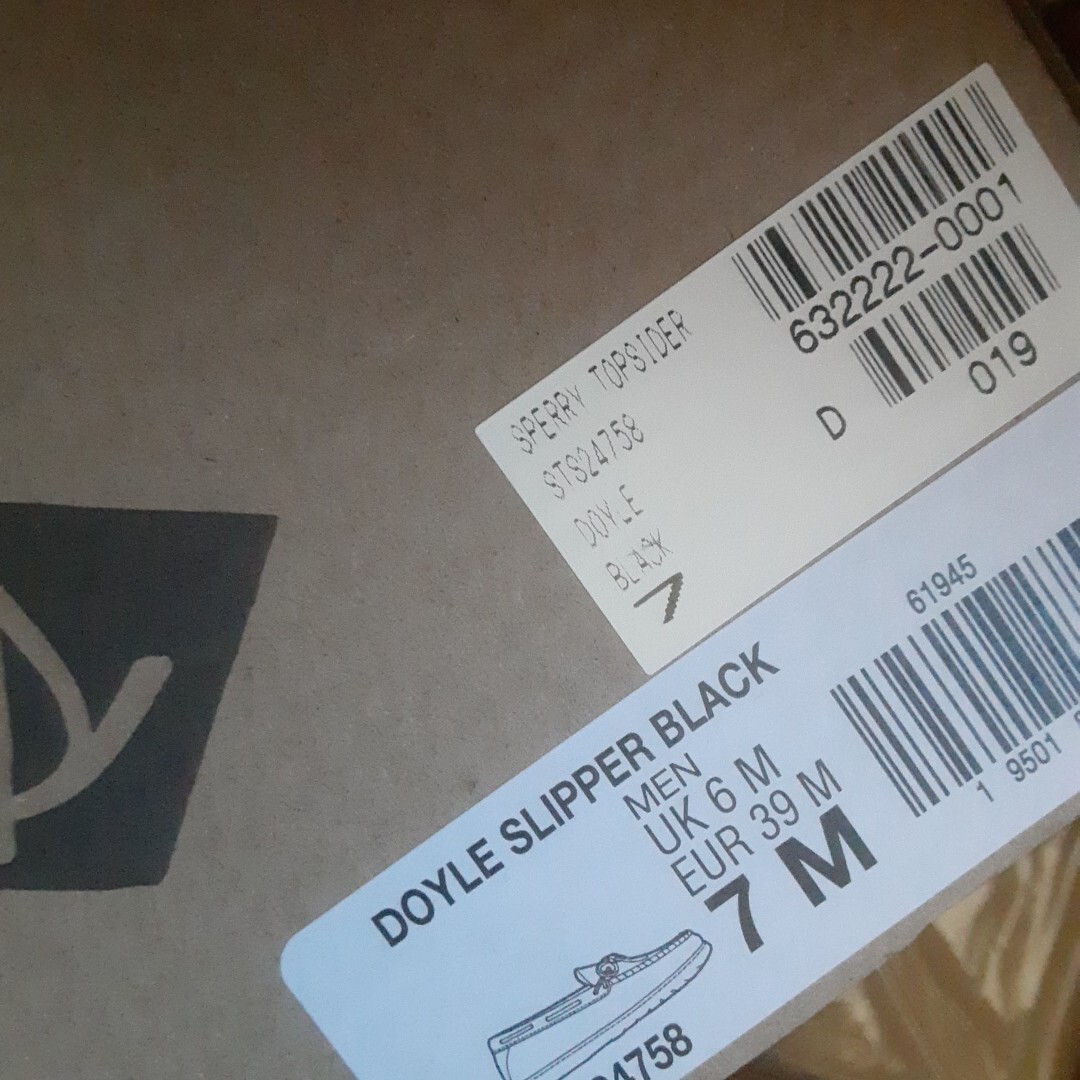 632222-0001
019
D
SPERRY TOPSIDER
STS24758
DOYLE
BLACK
7
DOYLE SLIPPER BLACK
MEN
UK 6 M
EUR 39 M
7 M
61945
1 9501
4758